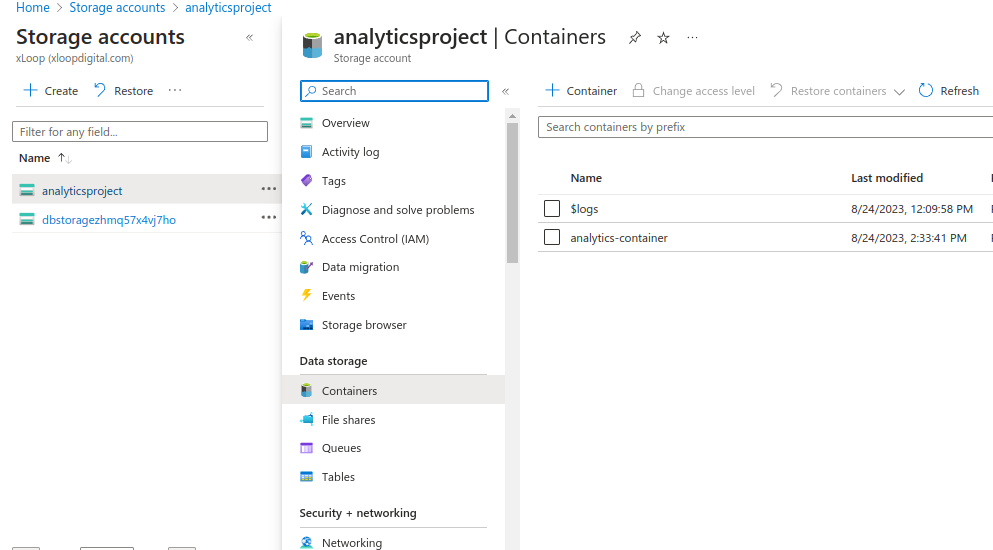 Home > Storage accounts > analyticsproject
Storage accounts
xLoop (xloopdigital.com)
Create Restore ...
Filter for any field...
Name
analyticsproject ...
dbstoragezhmq57x4vj7ho ...
analyticsproject | Containers ...
Storage account
Search
Overview
Activity log
Tags
Diagnose and solve problems
Access Control (IAM)
Data migration
Events
Storage browser
Data storage
Containers
File shares
Queues
Tables
Security + networking
Networking
Container Change access level Restore containers Refresh
Search containers by prefix
Name Last modified
$logs 8/24/2023, 12:09:58 PM
analytics-container 8/24/2023, 2:33:41 PM